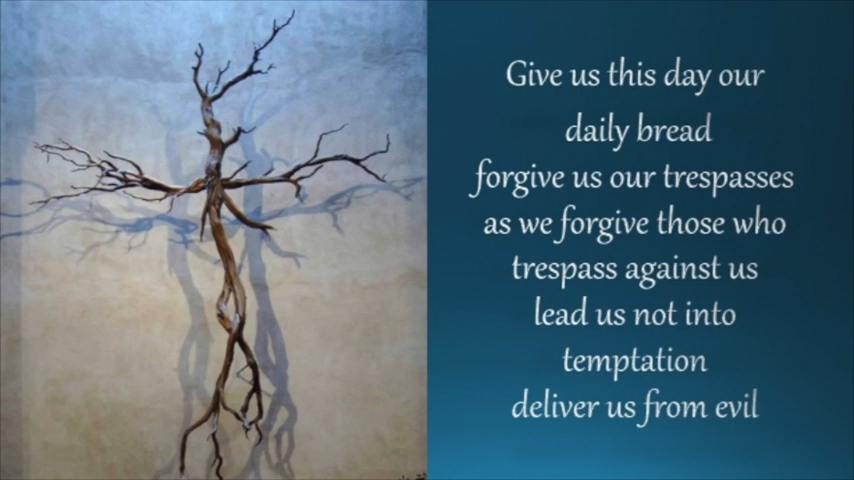 Give us this day our
daily bread
forgive us our trespasses
as we forgive those who
trespass against us
lead us not into
temptation
deliver us from evil